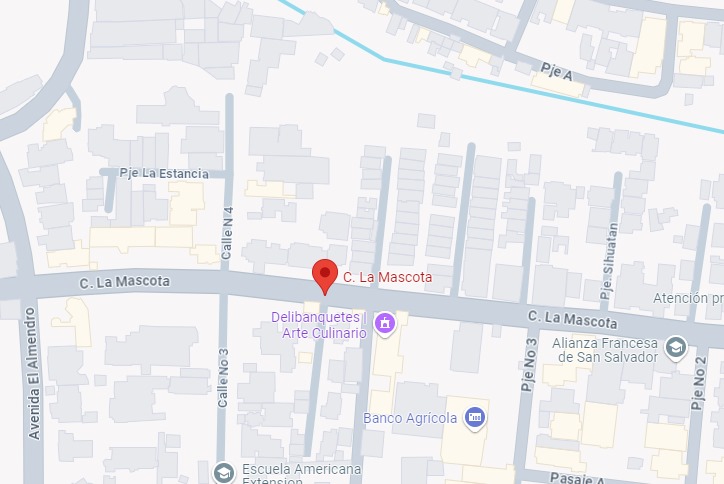 Pje A
Pje La Estancia
Calle N 4
Pje. Sihuatan
C. La Mascota
C. La Mascota
Atención pr
Delibanquetes |
Arte Culinario
C. La Mascota
Alianza Francesa
de San Salvador
Avenida El Almendro
Calle No 3
Pje No 3
Pje No 2
Banco Agrícola
Escuela Americana
Extension
Pasaje A